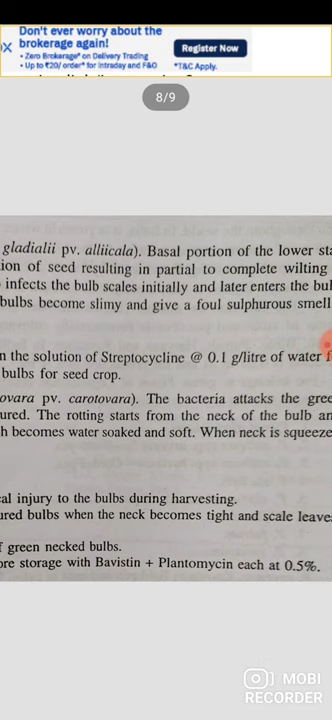 Don't ever worry about the
brokerage again!
• Zero Brokerage* on Delivery Trading
• Up to ₹20/ order* for Intraday and F&O
Register Now
*T&C Apply.
8/9
gladialii pv. alliicala). Basal portion of the lower sta
ion of seed resulting in partial to complete wilting
infects the bulb scales initially and later enters the bul
bulbs become slimy and give a foul sulphurous smell
n the solution of Streptocycline @ 0.1 g/litre of water f
bulbs for seed crop.
ovara pv. carotovara). The bacteria attacks the gree
ured. The rotting starts from the neck of the bulb an
h becomes water soaked and soft. When neck is squeeze
cal injury to the bulbs during harvesting.
ured bulbs when the neck becomes tight and scale leave
f green necked bulbs.
ore storage with Bavistin + Plantomycin each at 0.5%.
MOBI
RECORDER